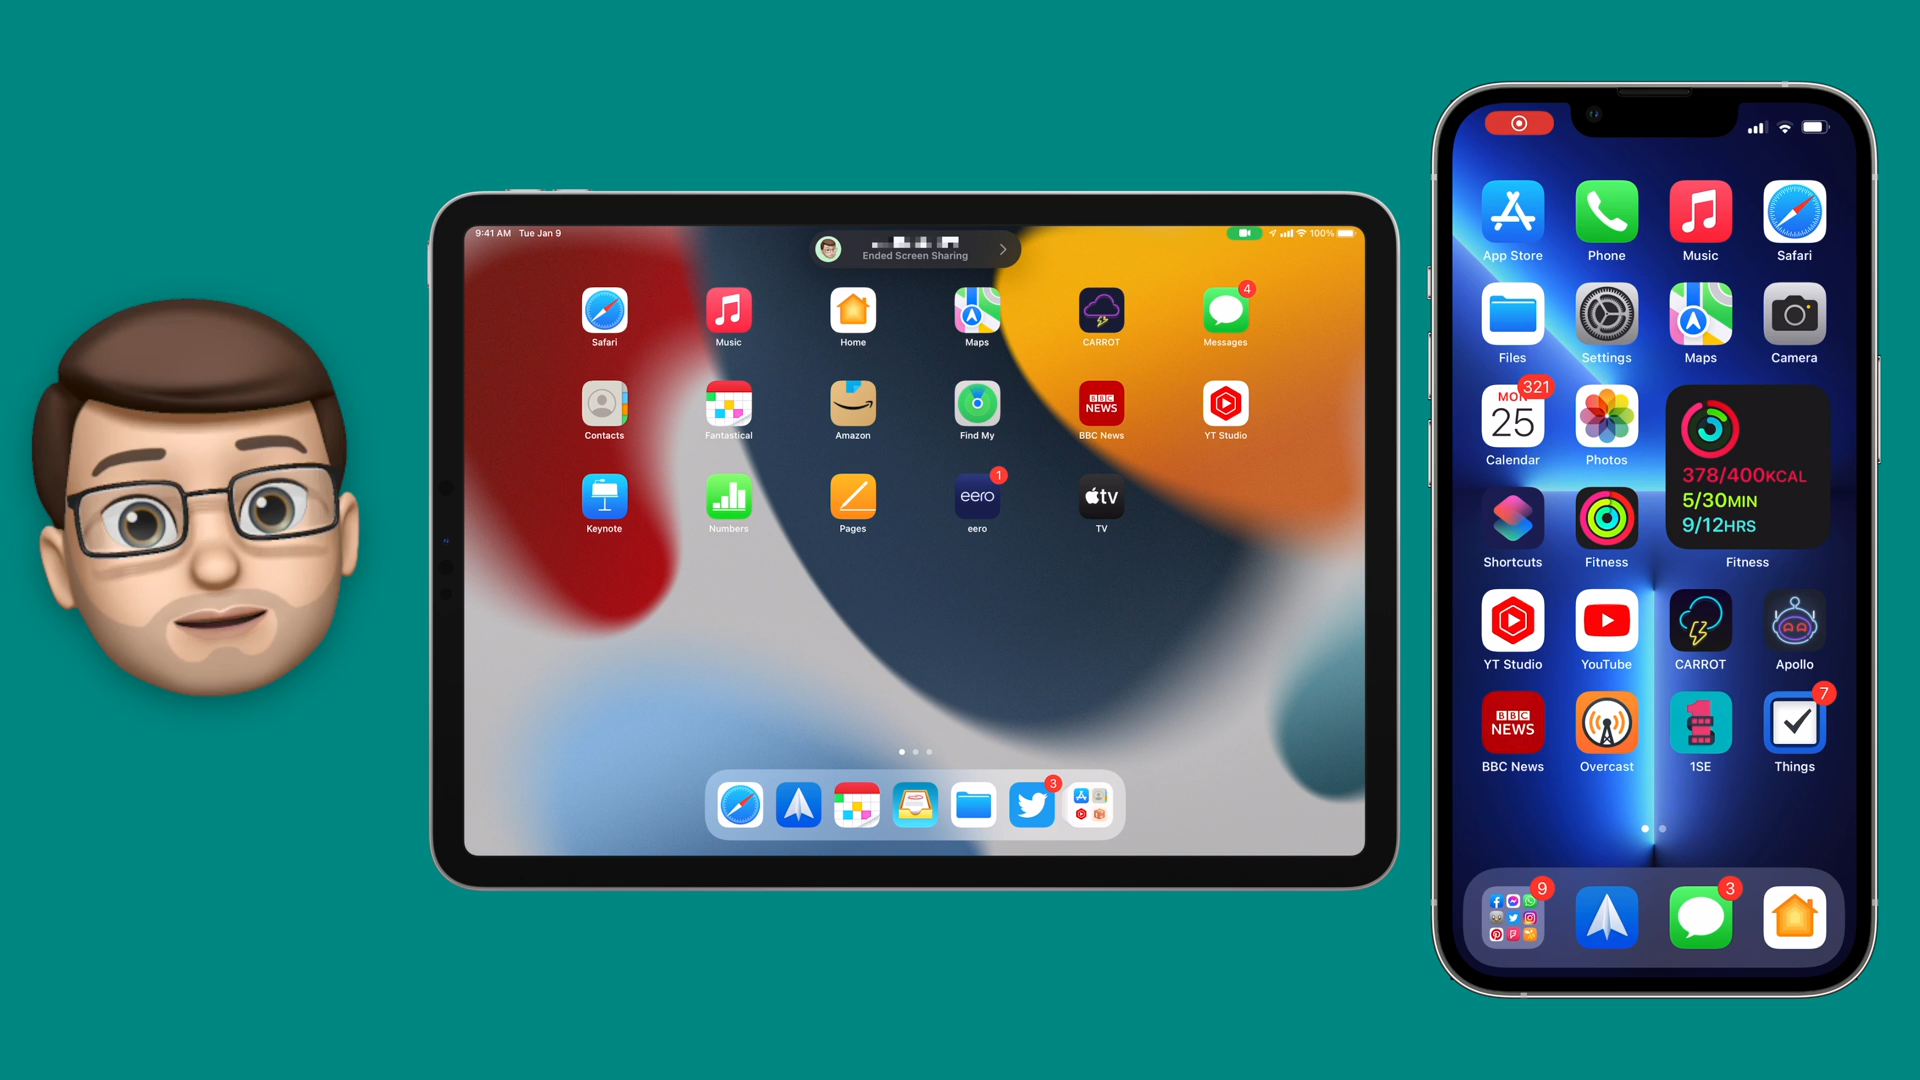 9:41 AM Tue Jan 9
Ended Screen Sharing
100%
4
Safari
Music
Home
Maps
CARROT
Messages
BBC
NEWS
Contacts
Fantastical
Amazon
Find My
BBC News
YT Studio
eero
1
tv
Keynote
Numbers
Pages
eero
TV
3
App Store
Phone
Music
Safari
Files
Settings
Maps
Camera
MON
321
25
Calendar
Photos
378/400KCAL
5/30MIN
9/12HRS
Shortcuts
Fitness
Fitness
YT Studio
YouTube
CARROT
Apollo
BBC
NEWS
1
7
BBC News
Overcast
1SE
Things
9
3